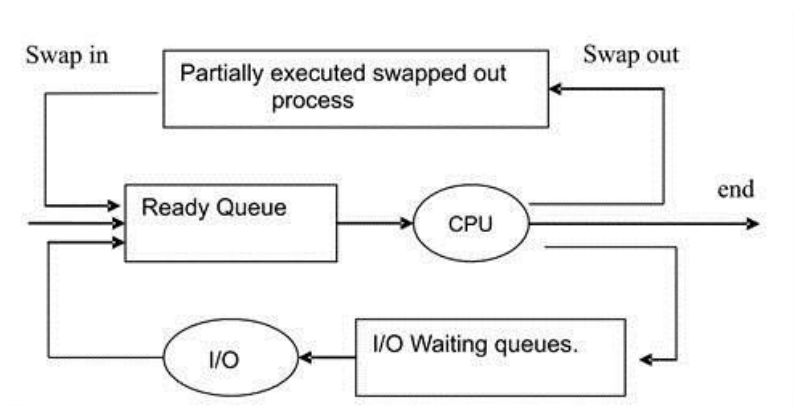 Swap in
Partially executed swapped out
process
Swap out
Ready Queue
CPU
end
I/O
I/O Waiting queues.